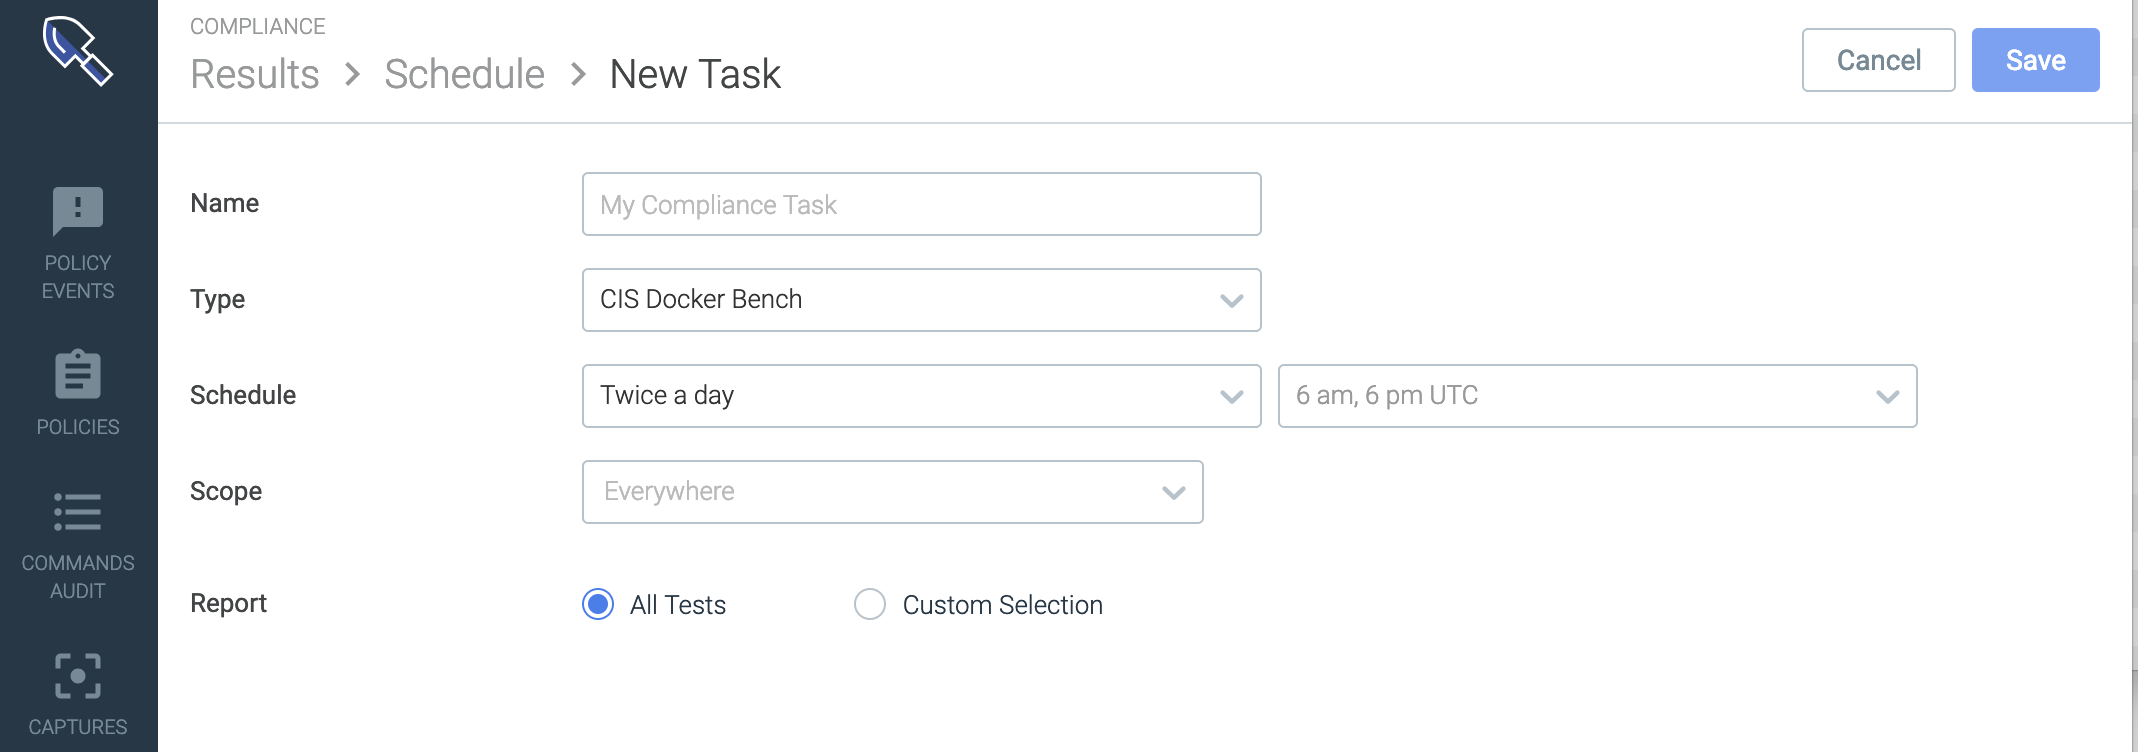 COMPLIANCE
Results > Schedule > New Task
Cancel
Save
POLICY
EVENTS
POLICIES
COMMANDS
AUDIT
CAPTURES
Name
My Compliance Task
Type
CIS Docker Bench
Schedule
Twice a day
6 am, 6 pm UTC
Scope
Everywhere
Report
All Tests
Custom Selection